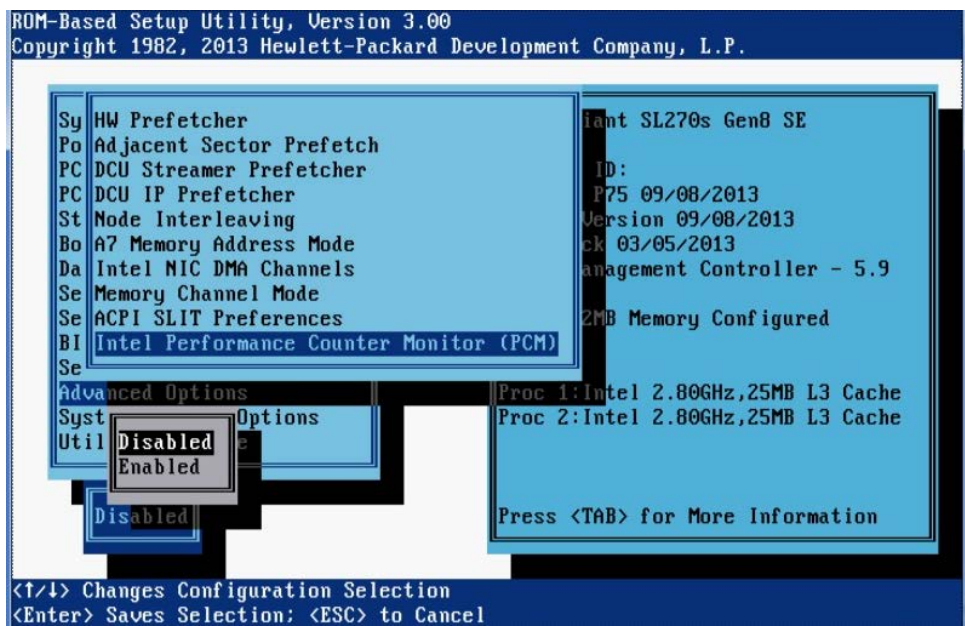 ROM-Based Setup Utility, Version 3.00
Copyright 1982, 2013 Hewlett-Packard Development Company, L.P.
Sy HW Prefetcher
Po Adjacent Sector Prefetch
PC DCU Streamer Prefetcher
PC DCU IP Prefetcher
St Node Interleaving
Bo A7 Memory Address Mode
Da Intel NIC DMA Channels
Se Memory Channel Mode
Se ACPI SLIT Preferences
BI Intel Performance Counter Monitor (PCM)
Se
Advanced Options
Syst Options
Util e
Disabled
Enabled
Disabled
iant SL270s Gen8 SE
ID:
P75 09/08/2013
Version 09/08/2013
ck 03/05/2013
anagement Controller - 5.9
2MB Memory Configured
Proc 1:Intel 2.80GHz,25MB L3 Cache
Proc 2:Intel 2.80GHz,25MB L3 Cache
Press <TAB> for More Information
<↑/↓> Changes Configuration Selection
<Enter> Saves Selection; <ESC> to Cancel